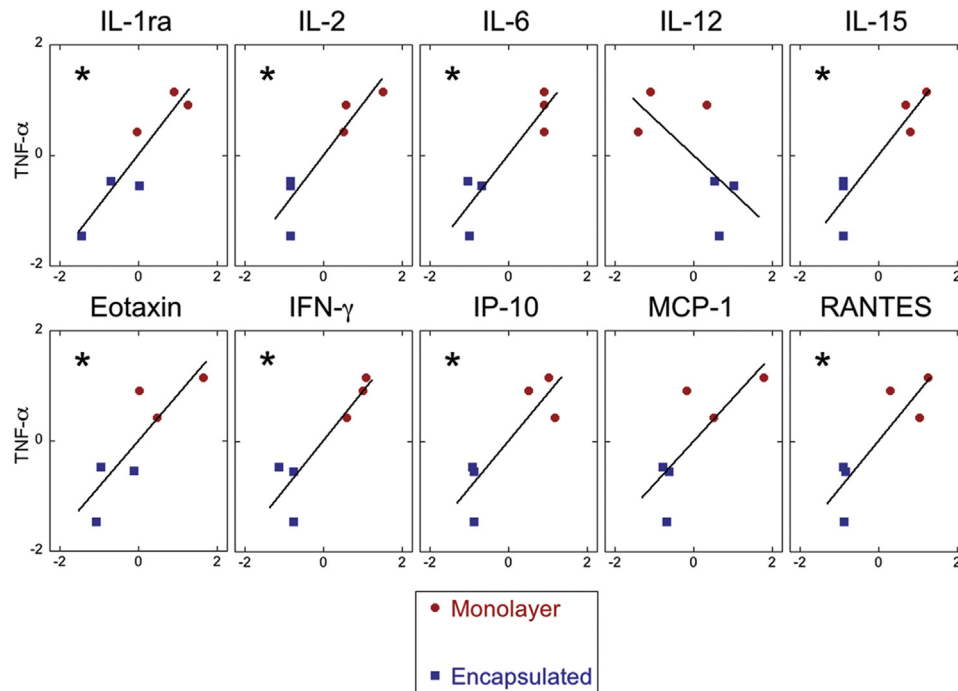 IL-1ra IL-2 IL-6 IL-12 IL-15
2
* * * *
TNF-α
0
-2
-2 0 2 -2 0 2 -2 0 2 -2 0 2 -2 0 2
Eotaxin IFN-γ IP-10 MCP-1 RANTES
2
* * * *
TNF-α
0
-2
-2 0 2 -2 0 2 -2 0 2 -2 0 2 -2 0 2
Monolayer
Encapsulated